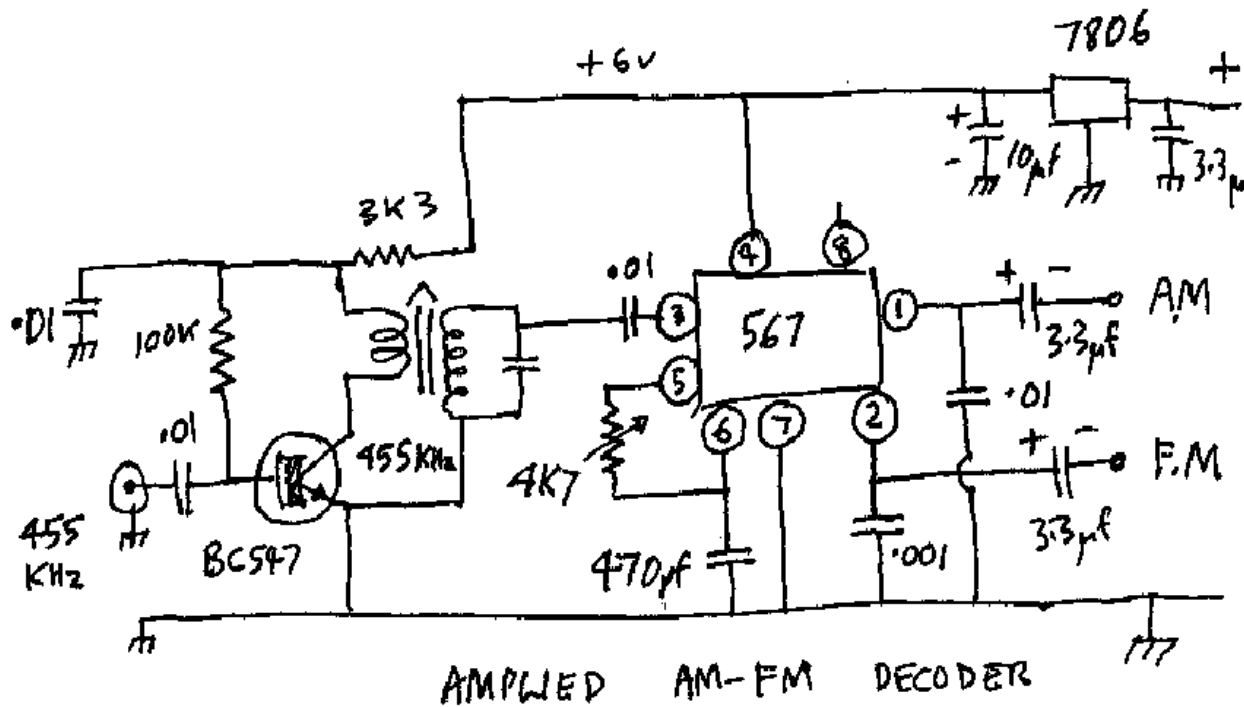 7806
+6v
+
+
-
10µf
3.3µ
3K3
.01
4
8
.01
100K
3
567
1
+ -
A.M
3.3µf
5
.01
.01
6
7
2
455KHz
4K7
+ -
F.M
455
KHz
BC547
470pf
.001
3.3µf
AMPLIED AM-FM DECODER